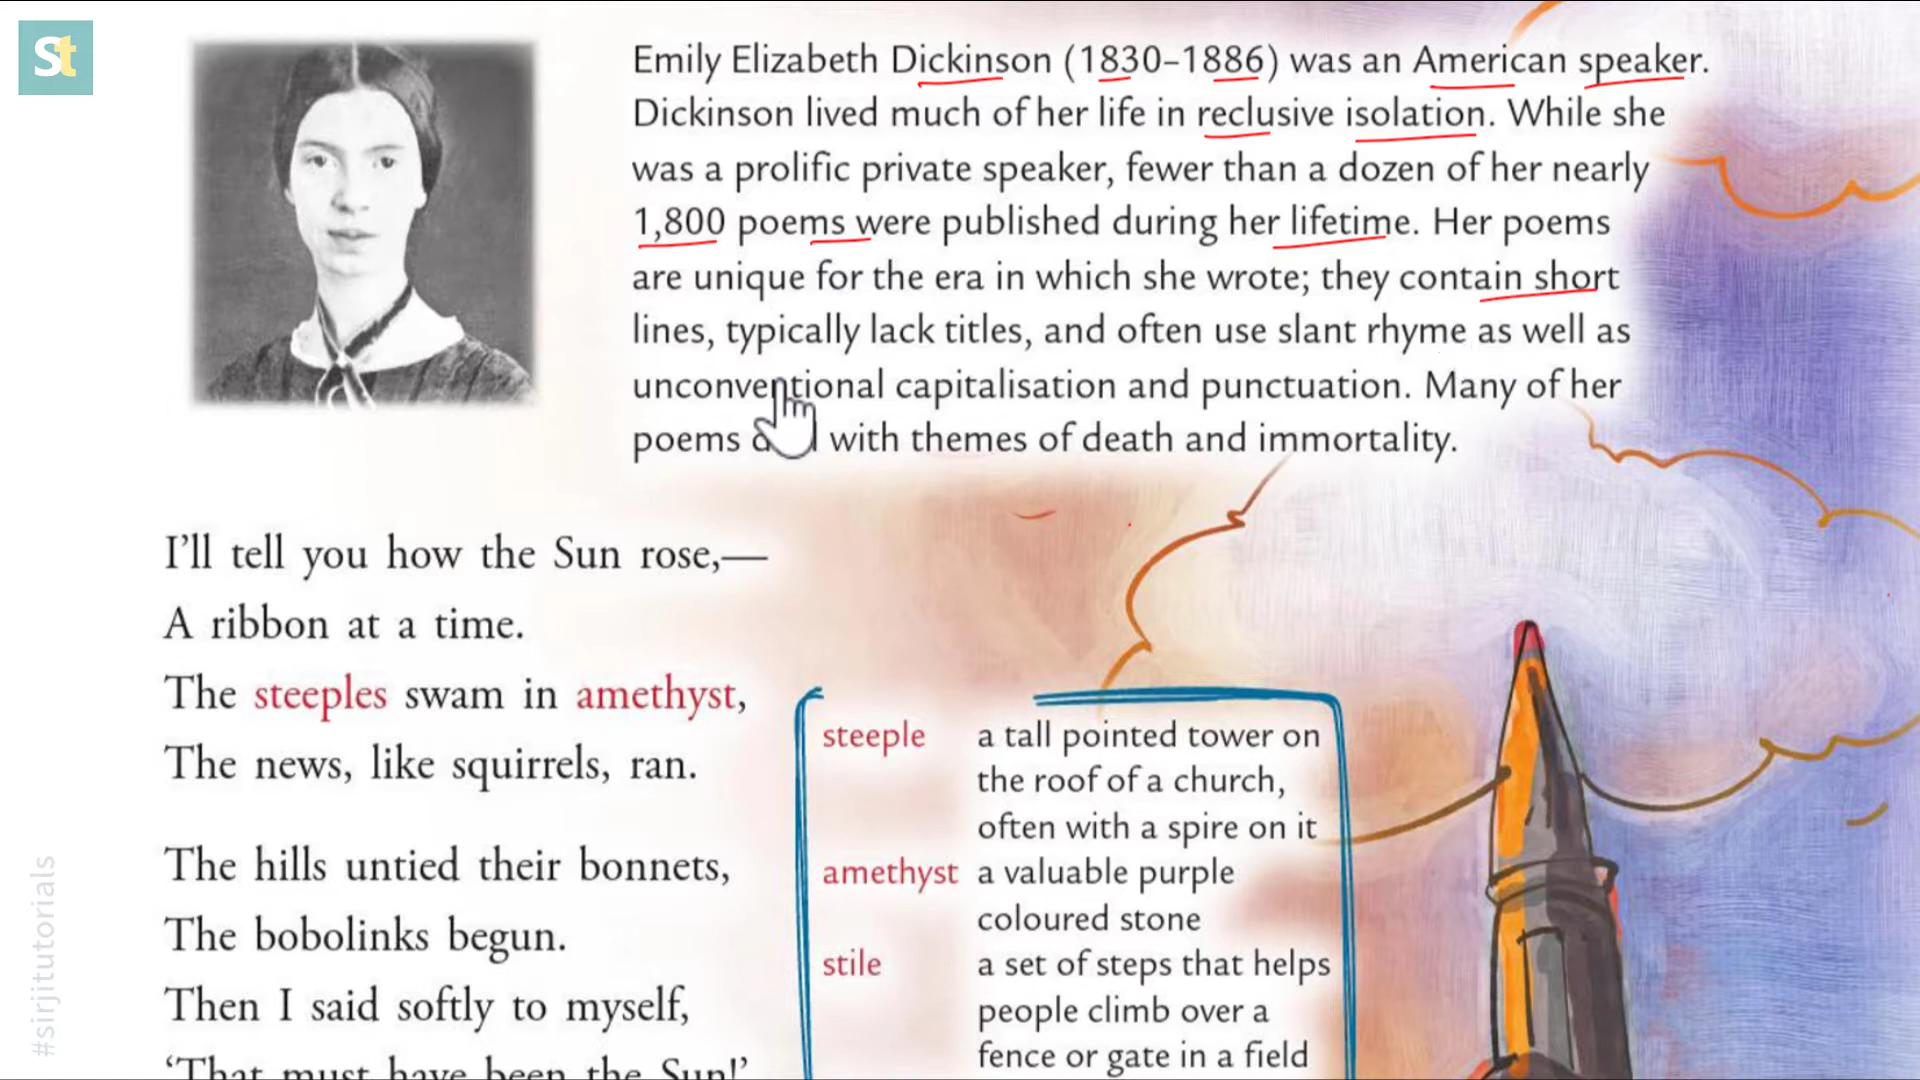 St
Emily Elizabeth Dickinson (1830–1886) was an American speaker.
Dickinson lived much of her life in reclusive isolation. While she
was a prolific private speaker, fewer than a dozen of her nearly
1,800 poems were published during her lifetime. Her poems
are unique for the era in which she wrote; they contain short
lines, typically lack titles, and often use slant rhyme as well as
unconventional capitalisation and punctuation. Many of her
poems with themes of death and immortality.
I’ll tell you how the Sun rose,—
A ribbon at a time.
The steeples swam in amethyst,
The news, like squirrels, ran.
The hills untied their bonnets,
The bobolinks begun.
Then I said softly to myself,
‘That must have been the Sun!’
steeple a tall pointed tower on
the roof of a church,
often with a spire on it
amethyst a valuable purple
coloured stone
stile a set of steps that helps
people climb over a
fence or gate in a field
#sirjitutorials